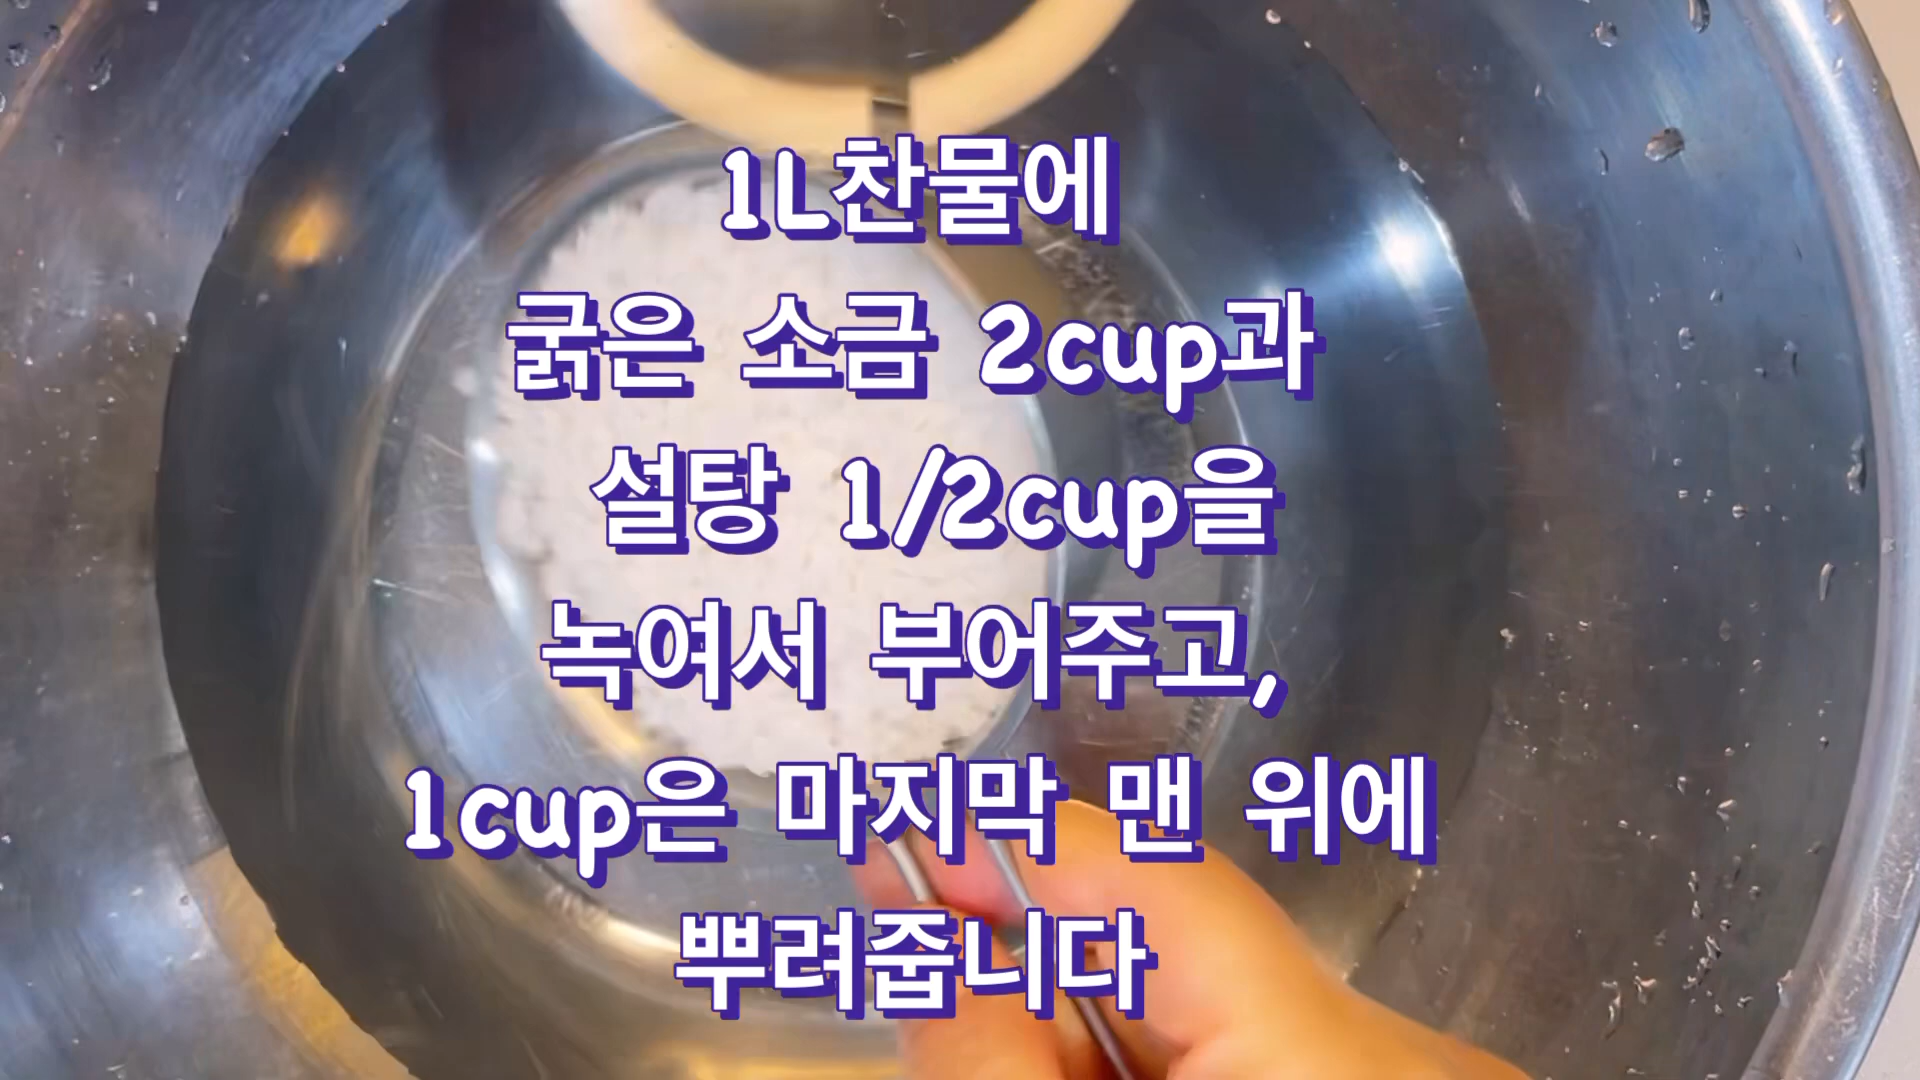 1L찬물에
굵은 소금 2cup과
설탕 1/2cup을
녹여서 부어주고,
1cup은 마지막 맨 위에
뿌려줍니다